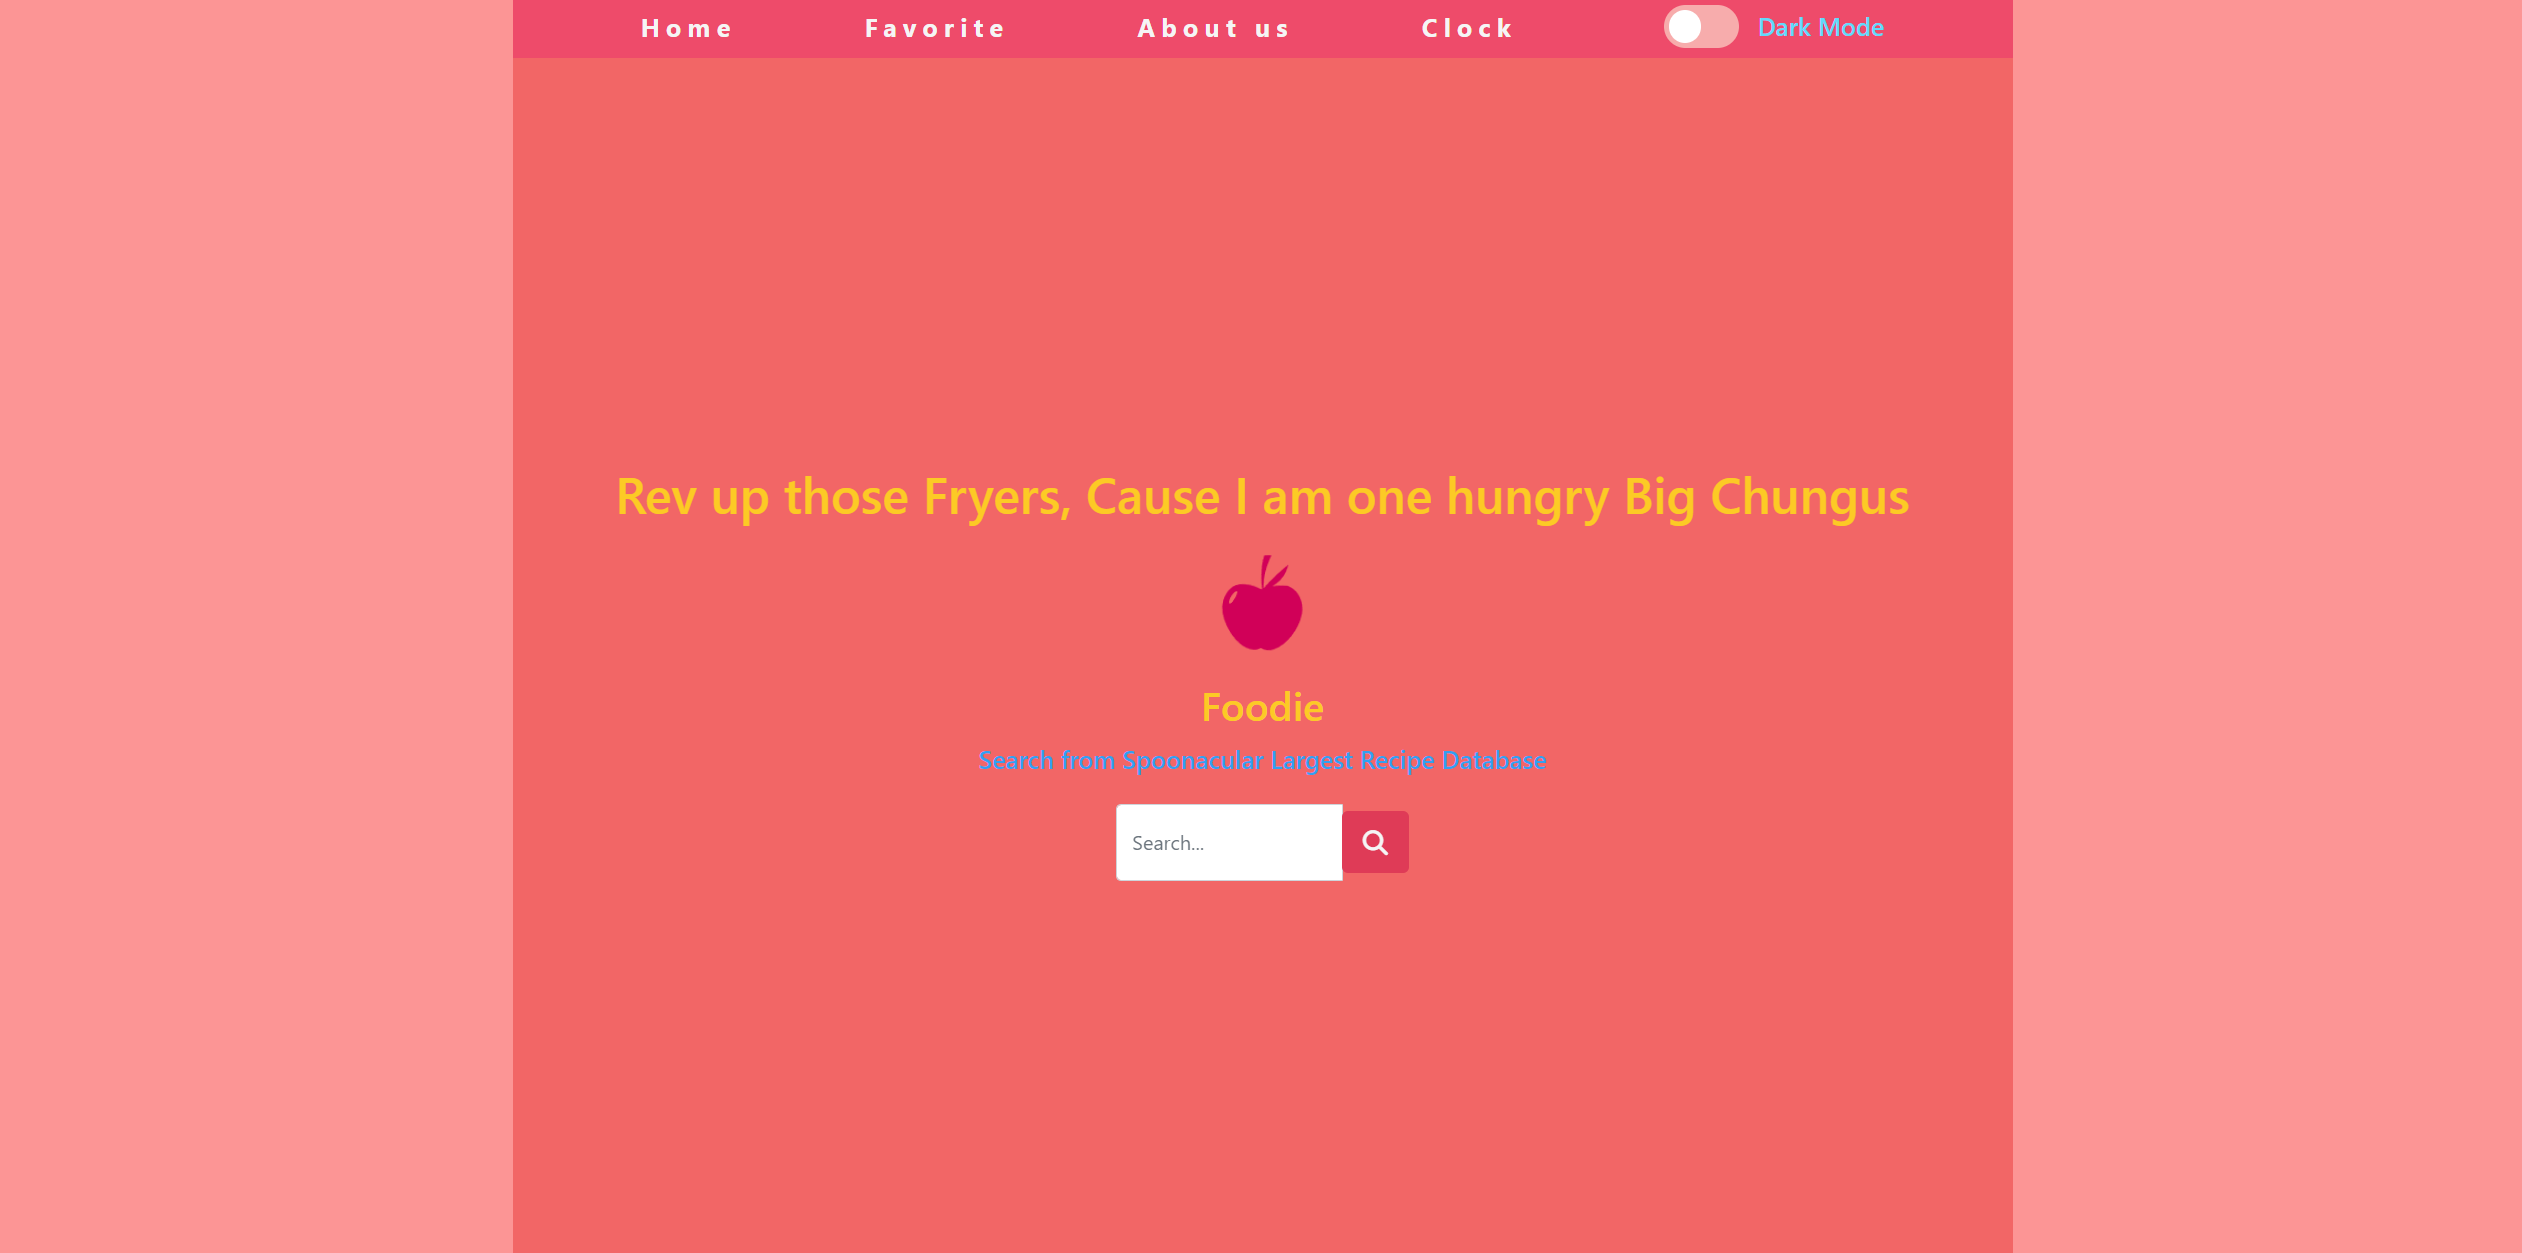 Home Favorite About us Clock Dark Mode
Rev up those Fryers, Cause I am one hungry Big Chungus
Foodie
Search from Spoonacular Largest Recipe Database
Search...